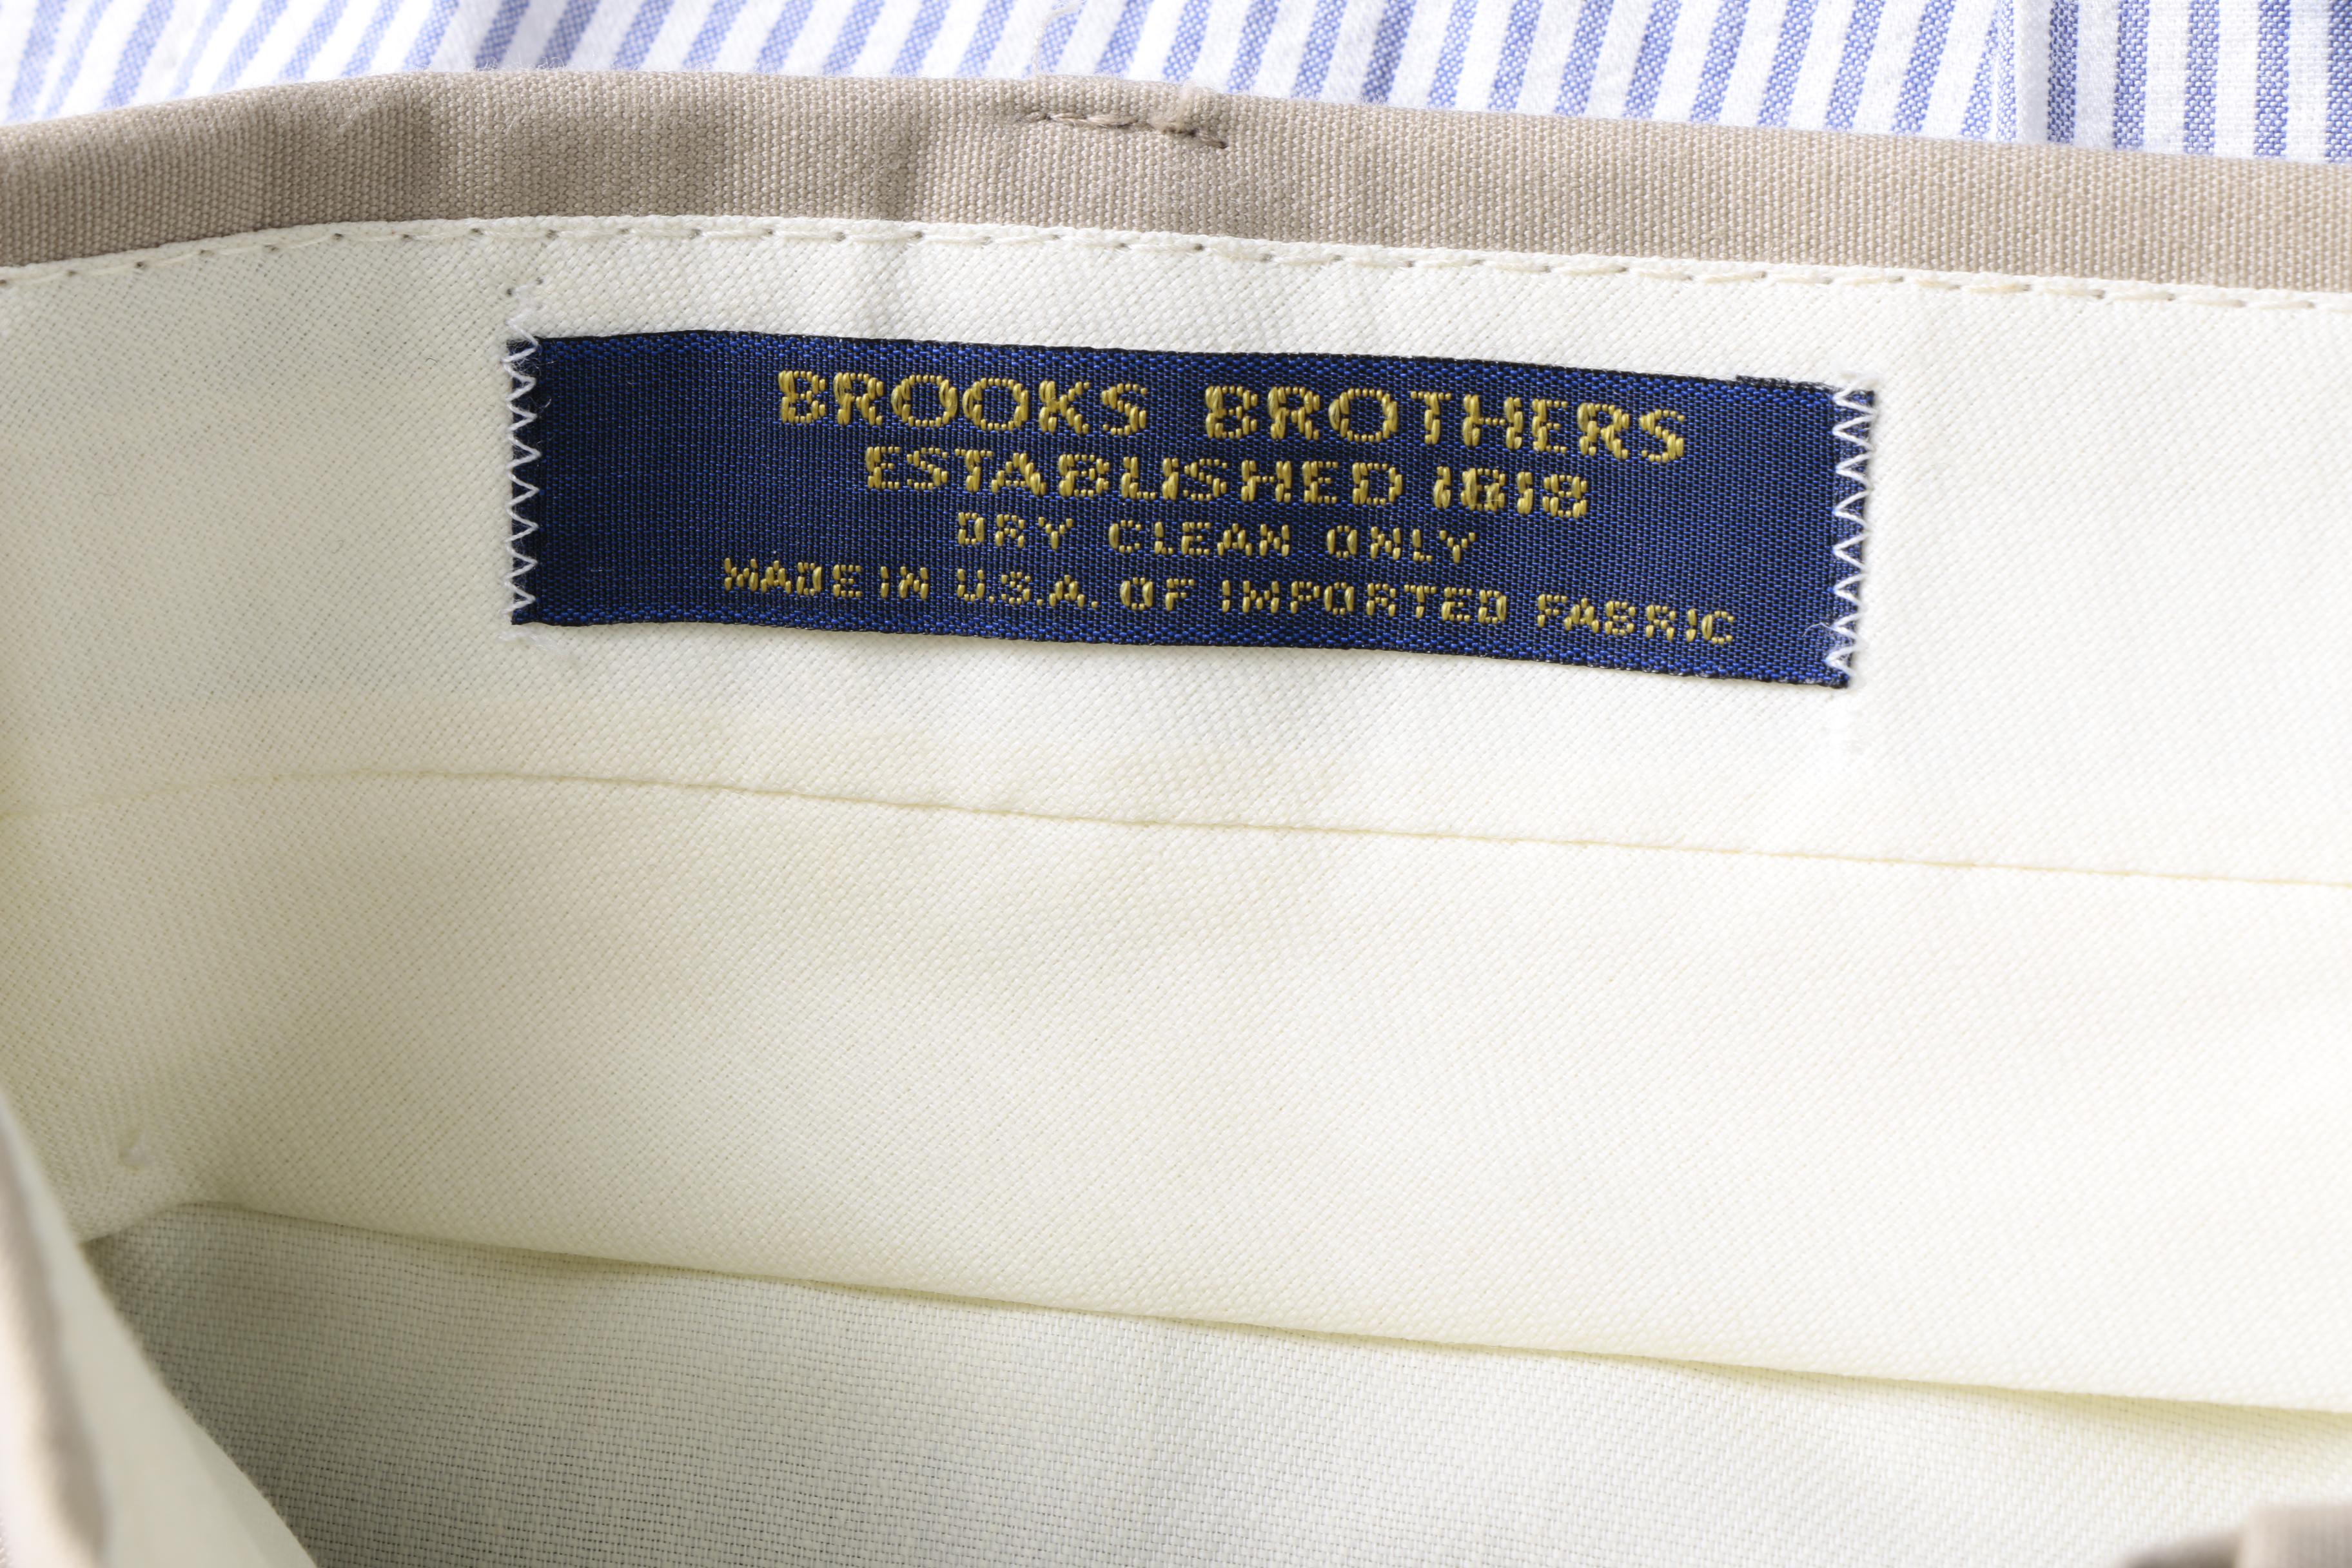 BROOKS BROTHERS
ESTABLISHED 1818
DRY CLEAN ONLY
MADE IN U.S.A. OF IMPORTED FABRIC